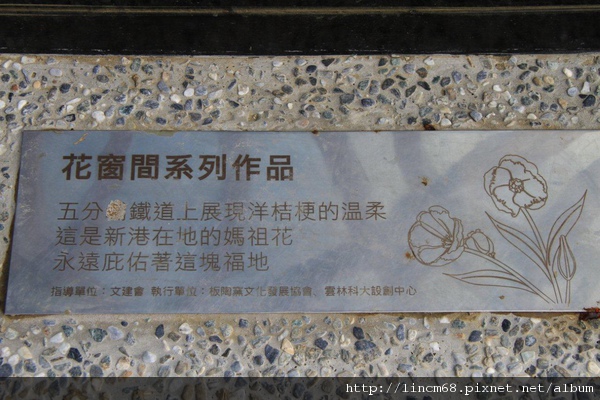 花窗間系列作品
五分 鐵道上展現洋桔梗的溫柔
這是新港在地的媽祖花
永遠庇佑著這塊福地
指導單位：文建會 執行單位：板陶窯文化發展協會、雲林科大設創中心
http://lincm68.pixnet.net/album